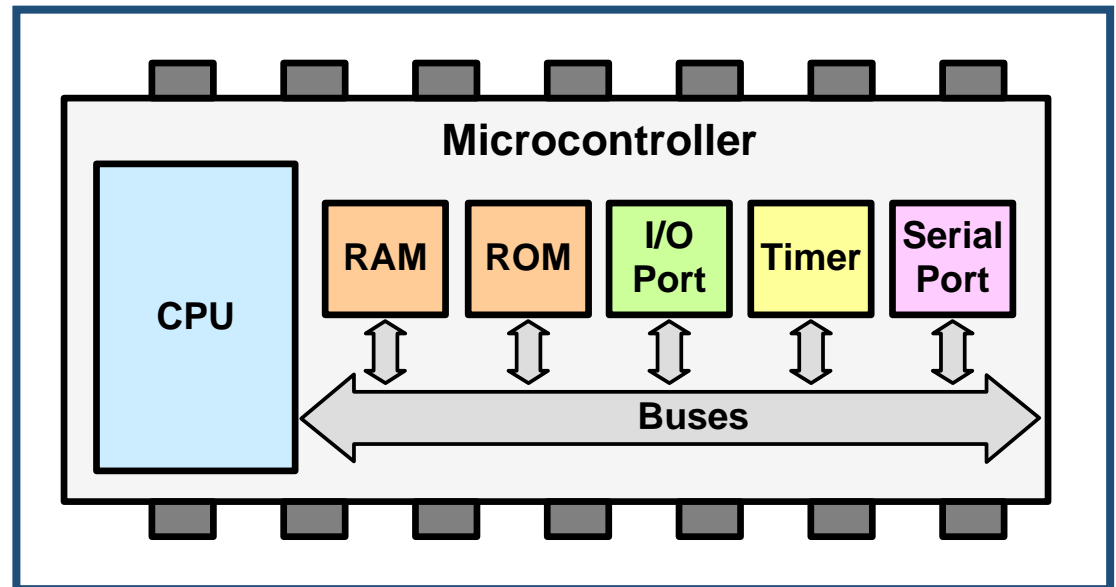 Microcontroller
CPU
RAM
ROM
I/O
Port
Timer
Serial
Port
Buses